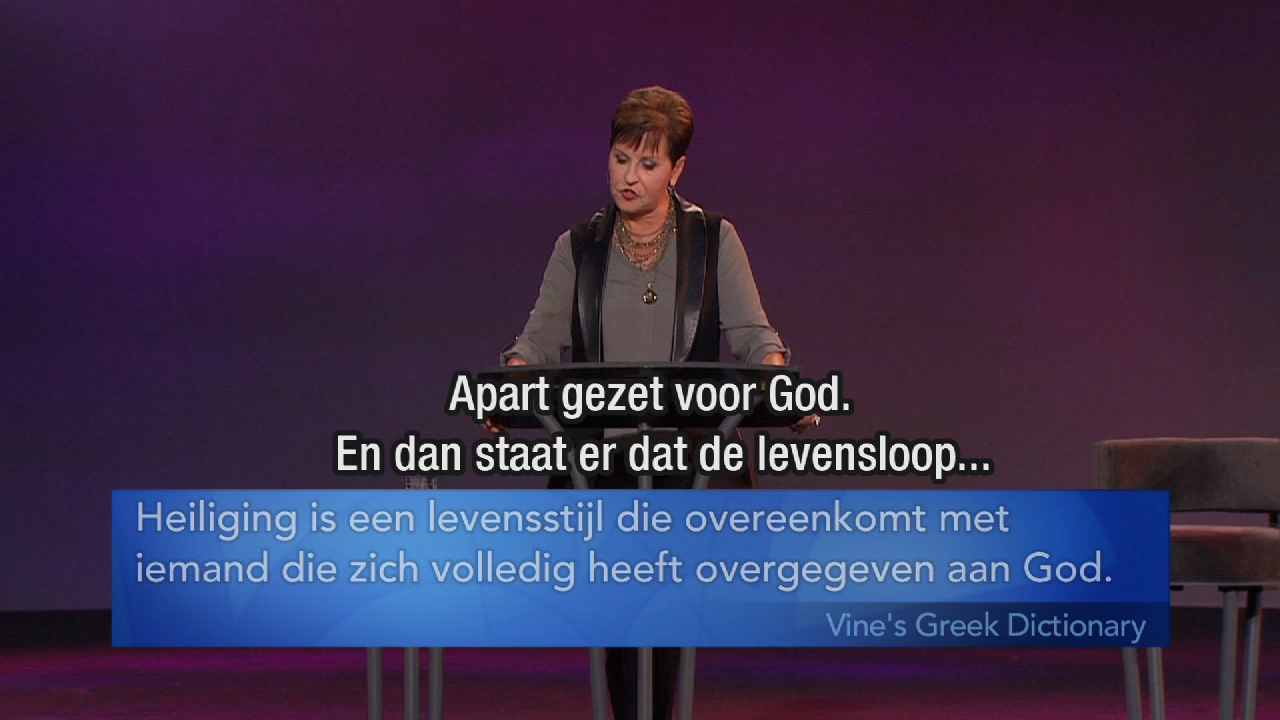 Apart gezet voor God.
En dan staat er dat de levensloop...
Heiliging is een levensstijl die overeenkomt met
iemand die zich volledig heeft overgegeven aan God.
Vine's Greek Dictionary